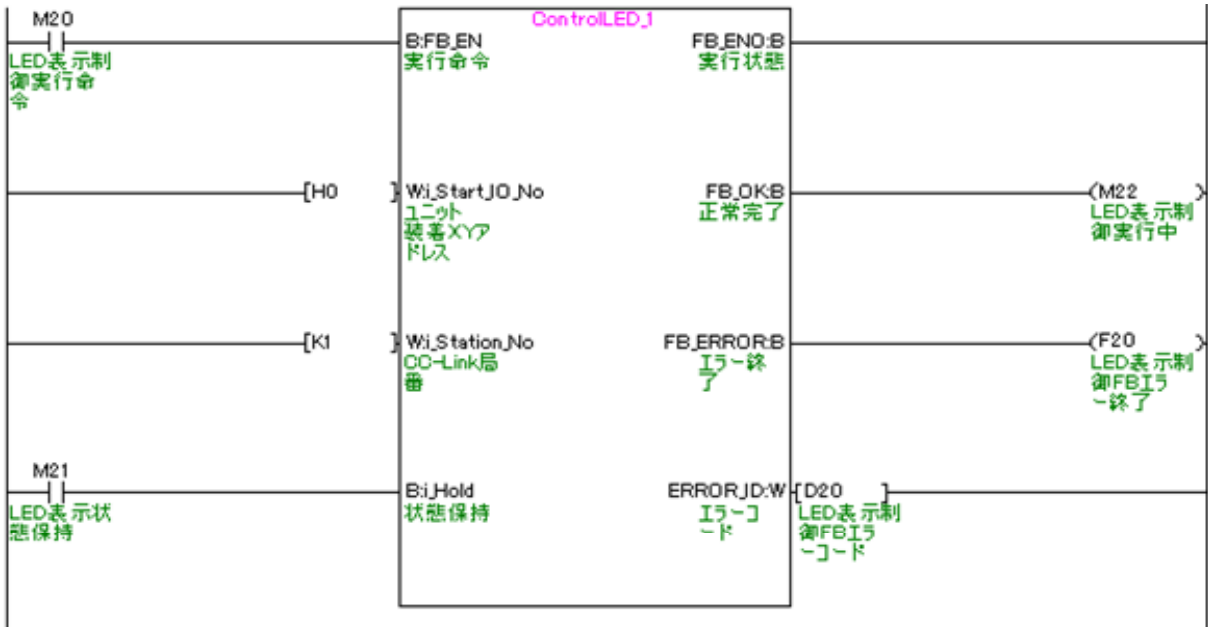 M20
ControlLED_1
B:FB_EN
FB_ENO:B
LED表示制
御実行命
令
実行命令
実行状態
[H0 ]
W:i_Start_IO_No
FB_OK:B
(M22 )
ユニット
装着XYア
ドレス
正常完了
LED表示制
御実行中
[K1 ]
W:i_Station_No
FB_ERROR:B
(F20 )
CC-Link局
番
エラー終
了
LED表示制
御FBエラ
ー終了
M21
B:i_Hold
ERROR_ID:W
[D20 ]
LED表示状
態保持
状態保持
エラーコ
ード
LED表示制
御FBエラ
ーコード